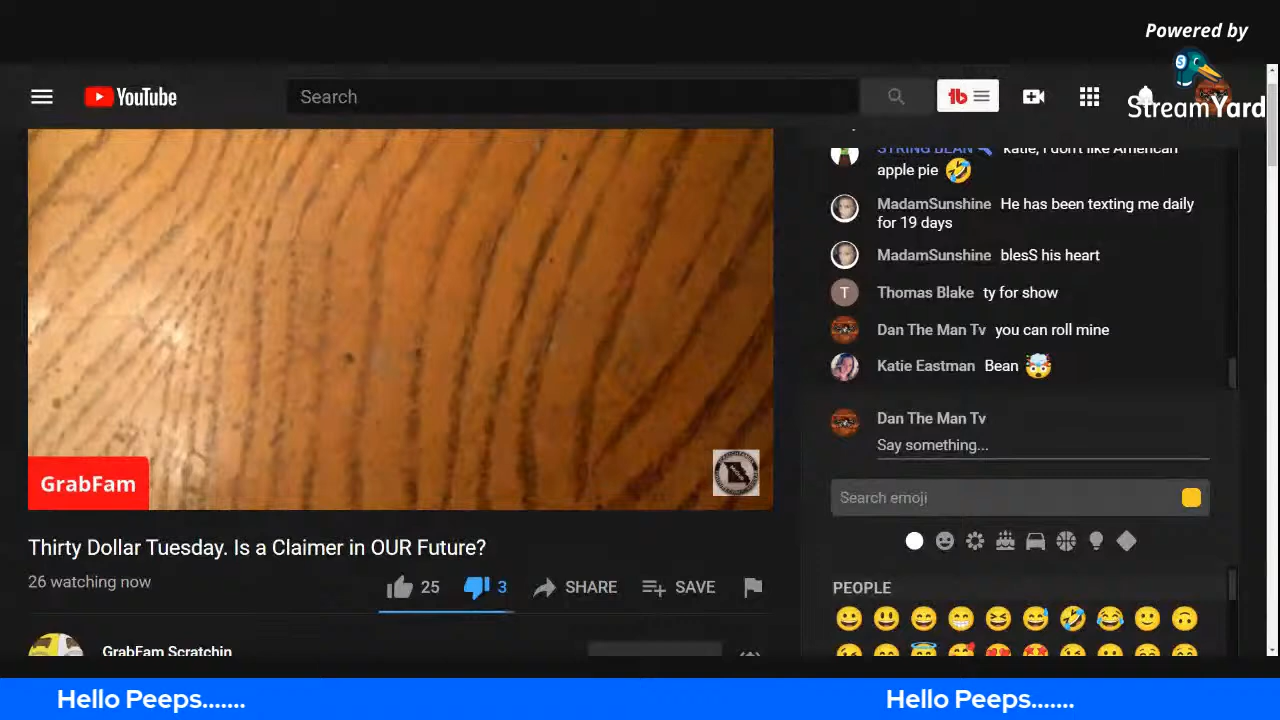 Powered by
StreamYard
YouTube
Search
STRING BEAN katie, I don't like American
apple pie 🤣
MadamSunshine He has been texting me daily
for 19 days
MadamSunshine blesS his heart
T Thomas Blake ty for show
Dan The Man Tv you can roll mine
Katie Eastman Bean 🤯
Dan The Man Tv
Say something...
Search emoji
GrabFam
Thirty Dollar Tuesday. Is a Claimer in OUR Future?
26 watching now
25 3 SHARE SAVE
PEOPLE
GrabFam Scratchin
Hello Peeps....... Hello Peeps.......